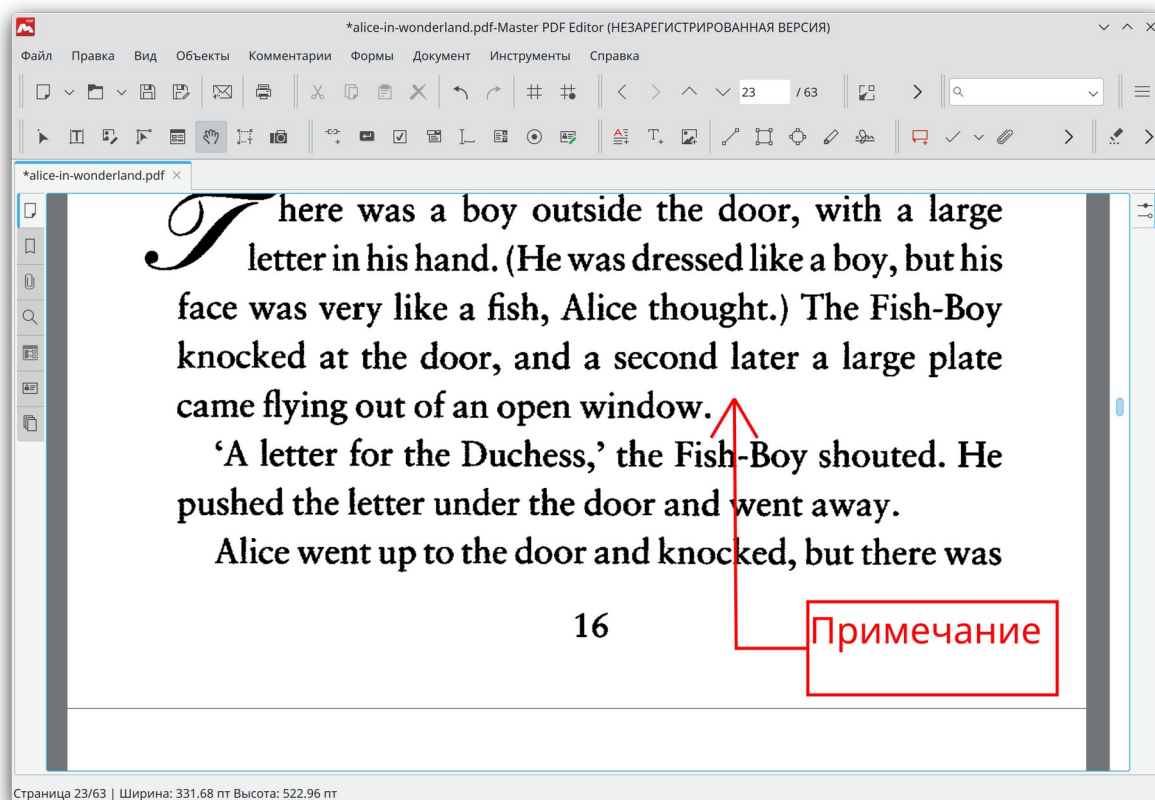 *alice-in-wonderland.pdf-Master PDF Editor (НЕЗАРЕГИСТРИРОВАННАЯ ВЕРСИЯ)
Файл Правка Вид Объекты Комментарии Формы Документ Инструменты Справка
23 / 63
*alice-in-wonderland.pdf
There was a boy outside the door, with a large
letter in his hand. (He was dressed like a boy, but his
face was very like a fish, Alice thought.) The Fish-Boy
knocked at the door, and a second later a large plate
came flying out of an open window.
‘A letter for the Duchess,’ the Fish-Boy shouted. He
pushed the letter under the door and went away.
Alice went up to the door and knocked, but there was
16
Примечание
Страница 23/63 | Ширина: 331.68 пт Высота: 522.96 пт